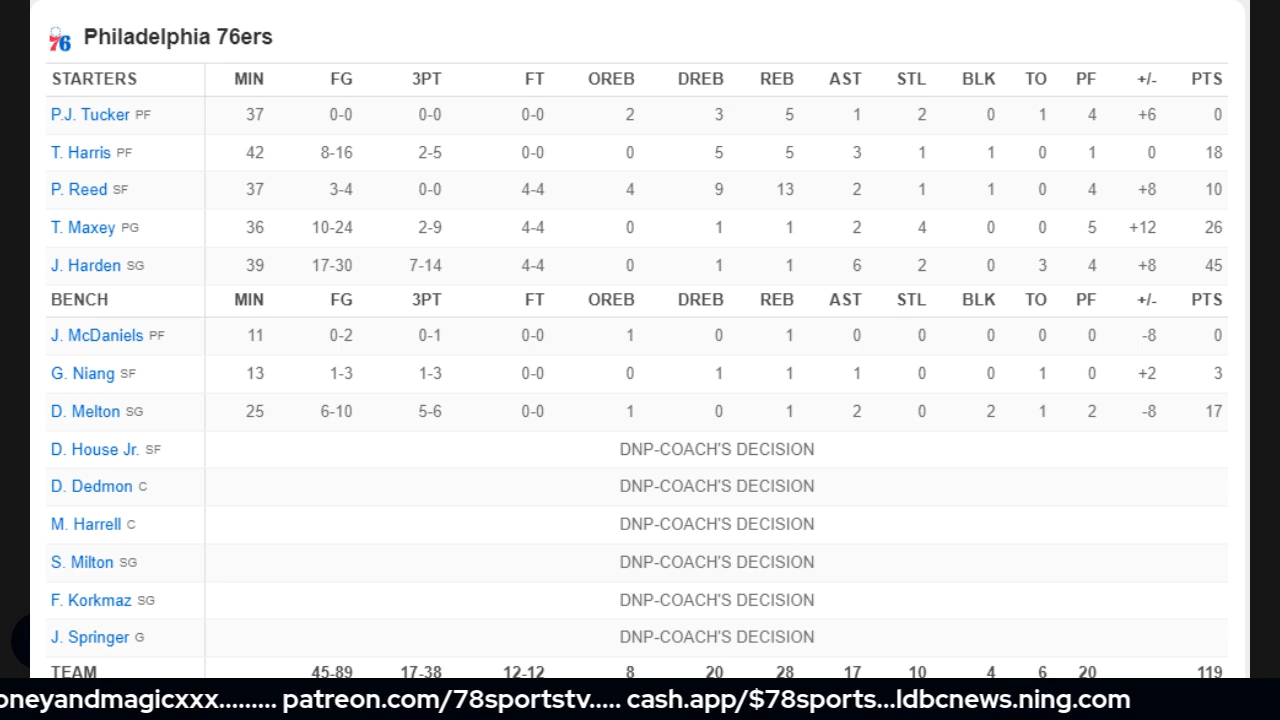 76 Philadelphia 76ers
STARTERS MIN FG 3PT FT OREB DREB REB AST STL BLK TO PF +/- PTS
P.J. Tucker PF 37 0-0 0-0 0-0 2 3 5 1 2 0 1 4 +6 0
T. Harris PF 42 8-16 2-5 0-0 0 5 5 3 1 1 0 1 0 18
P. Reed SF 37 3-4 0-0 4-4 4 9 13 2 1 1 0 4 +8 10
T. Maxey PG 36 10-24 2-9 4-4 0 1 1 2 4 0 0 5 +12 26
J. Harden SG 39 17-30 7-14 4-4 0 1 1 6 2 0 3 4 +8 45
BENCH MIN FG 3PT FT OREB DREB REB AST STL BLK TO PF +/- PTS
J. McDaniels PF 11 0-2 0-1 0-0 1 0 1 0 0 0 0 0 -8 0
G. Niang SF 13 1-3 1-3 0-0 0 1 1 1 0 0 1 0 +2 3
D. Melton SG 25 6-10 5-6 0-0 1 0 1 2 0 2 1 2 -8 17
D. House Jr. SF DNP-COACH'S DECISION
D. Dedmon C DNP-COACH'S DECISION
M. Harrell C DNP-COACH'S DECISION
S. Milton SG DNP-COACH'S DECISION
F. Korkmaz SG DNP-COACH'S DECISION
J. Springer G DNP-COACH'S DECISION
TEAM 45-89 17-38 12-12 8 20 28 17 10 4 6 20 119
oneyandmagicxxx......... patreon.com/78sportstv..... cash.app/$78sports...ldbcnews.ning.com